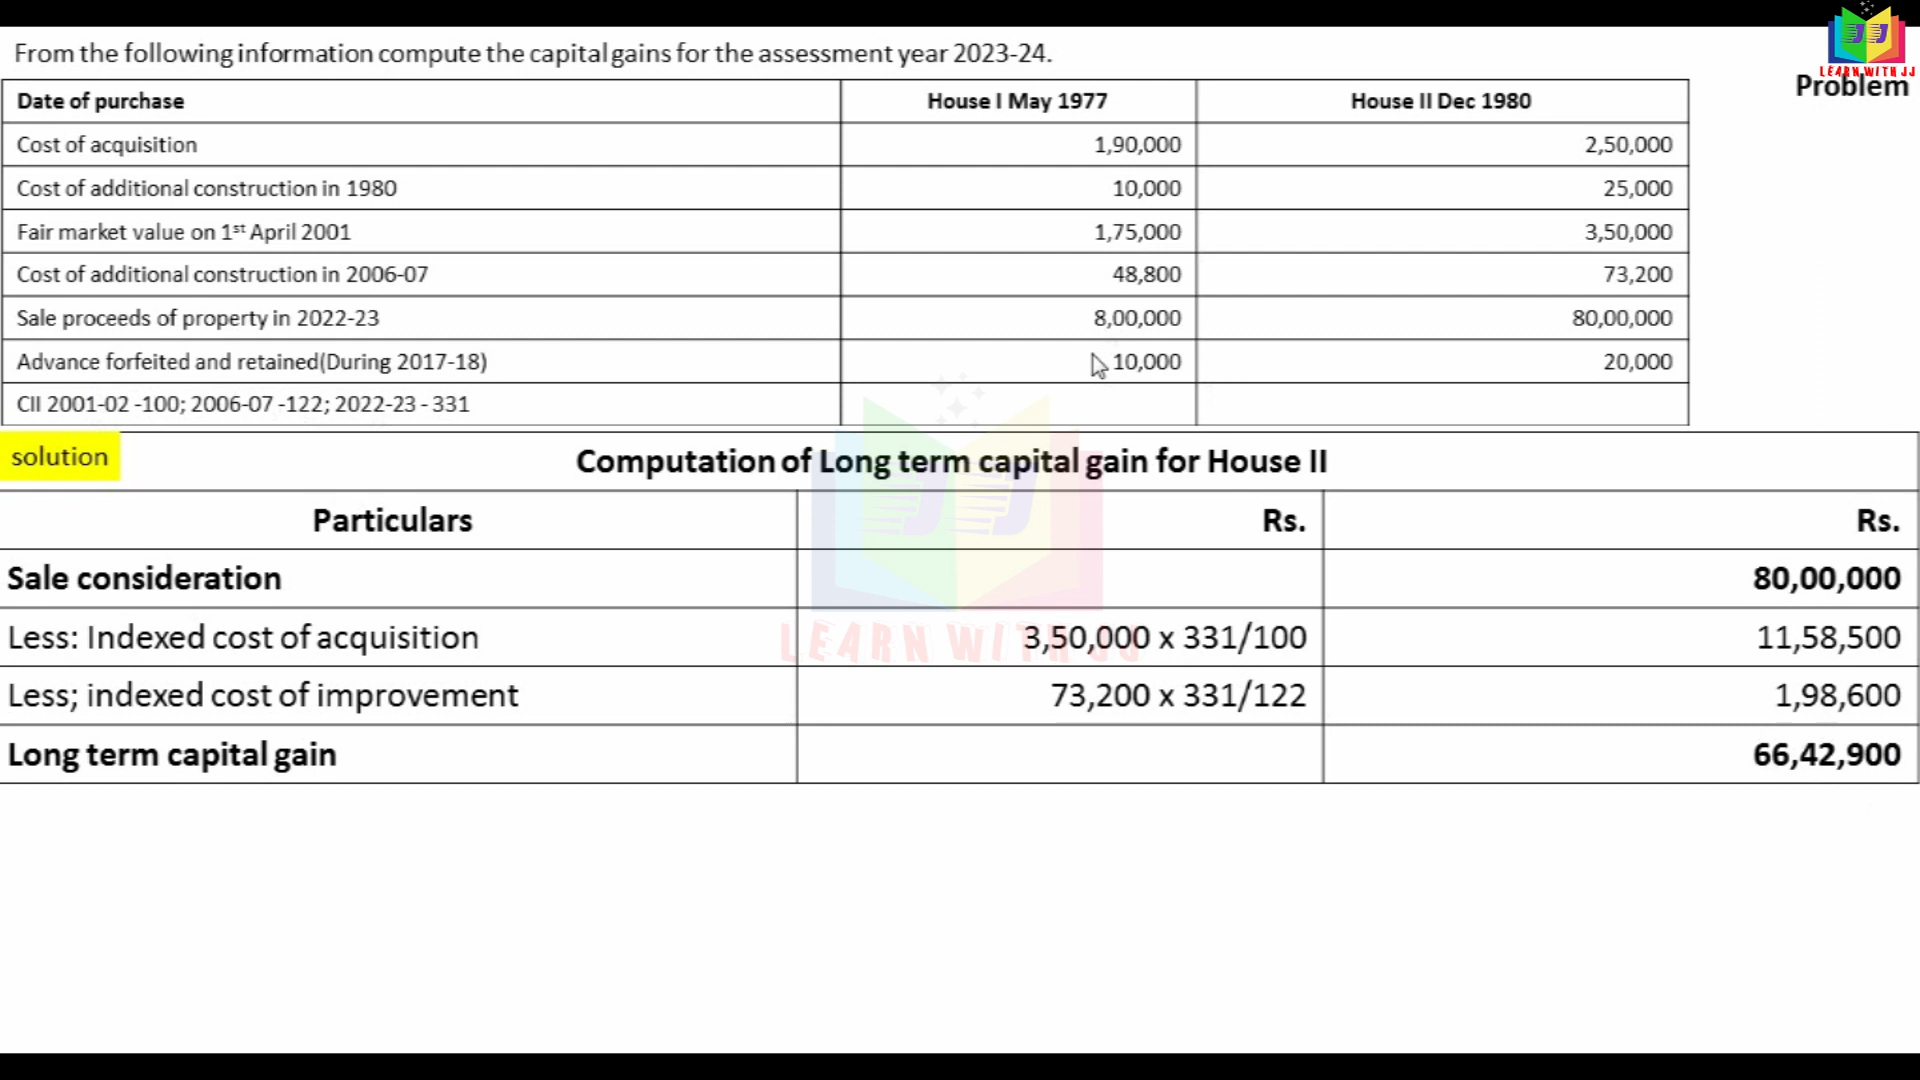 LEARN WITH JJ
From the following information compute the capital gains for the assessment year 2023-24.
Problem
Date of purchase House I May 1977 House II Dec 1980
Cost of acquisition 1,90,000 2,50,000
Cost of additional construction in 1980 10,000 25,000
Fair market value on 1st April 2001 1,75,000 3,50,000
Cost of additional construction in 2006-07 48,800 73,200
Sale proceeds of property in 2022-23 8,00,000 80,00,000
Advance forfeited and retained(During 2017-18) 10,000 20,000
CII 2001-02 -100; 2006-07 -122; 2022-23 - 331
solution
Computation of Long term capital gain for House II
Particulars Rs. Rs.
Sale consideration 80,00,000
Less: Indexed cost of acquisition 3,50,000 x 331/100 11,58,500
LEARN WITH JJ
Less; indexed cost of improvement 73,200 x 331/122 1,98,600
Long term capital gain 66,42,900